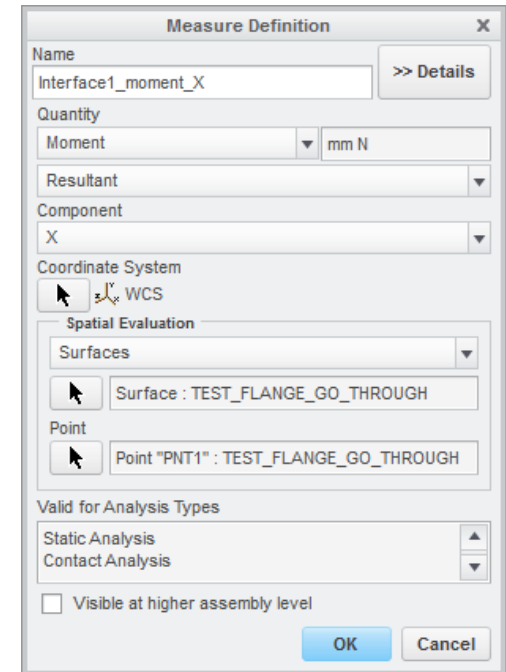 Measure Definition X
Name
Interface1_moment_X
>> Details
Quantity
Moment mm N
Resultant
Component
X
Coordinate System
WCS
Spatial Evaluation
Surfaces
Surface : TEST_FLANGE_GO_THROUGH
Point
Point "PNT1" : TEST_FLANGE_GO_THROUGH
Valid for Analysis Types
Static Analysis
Contact Analysis
Visible at higher assembly level
OK Cancel